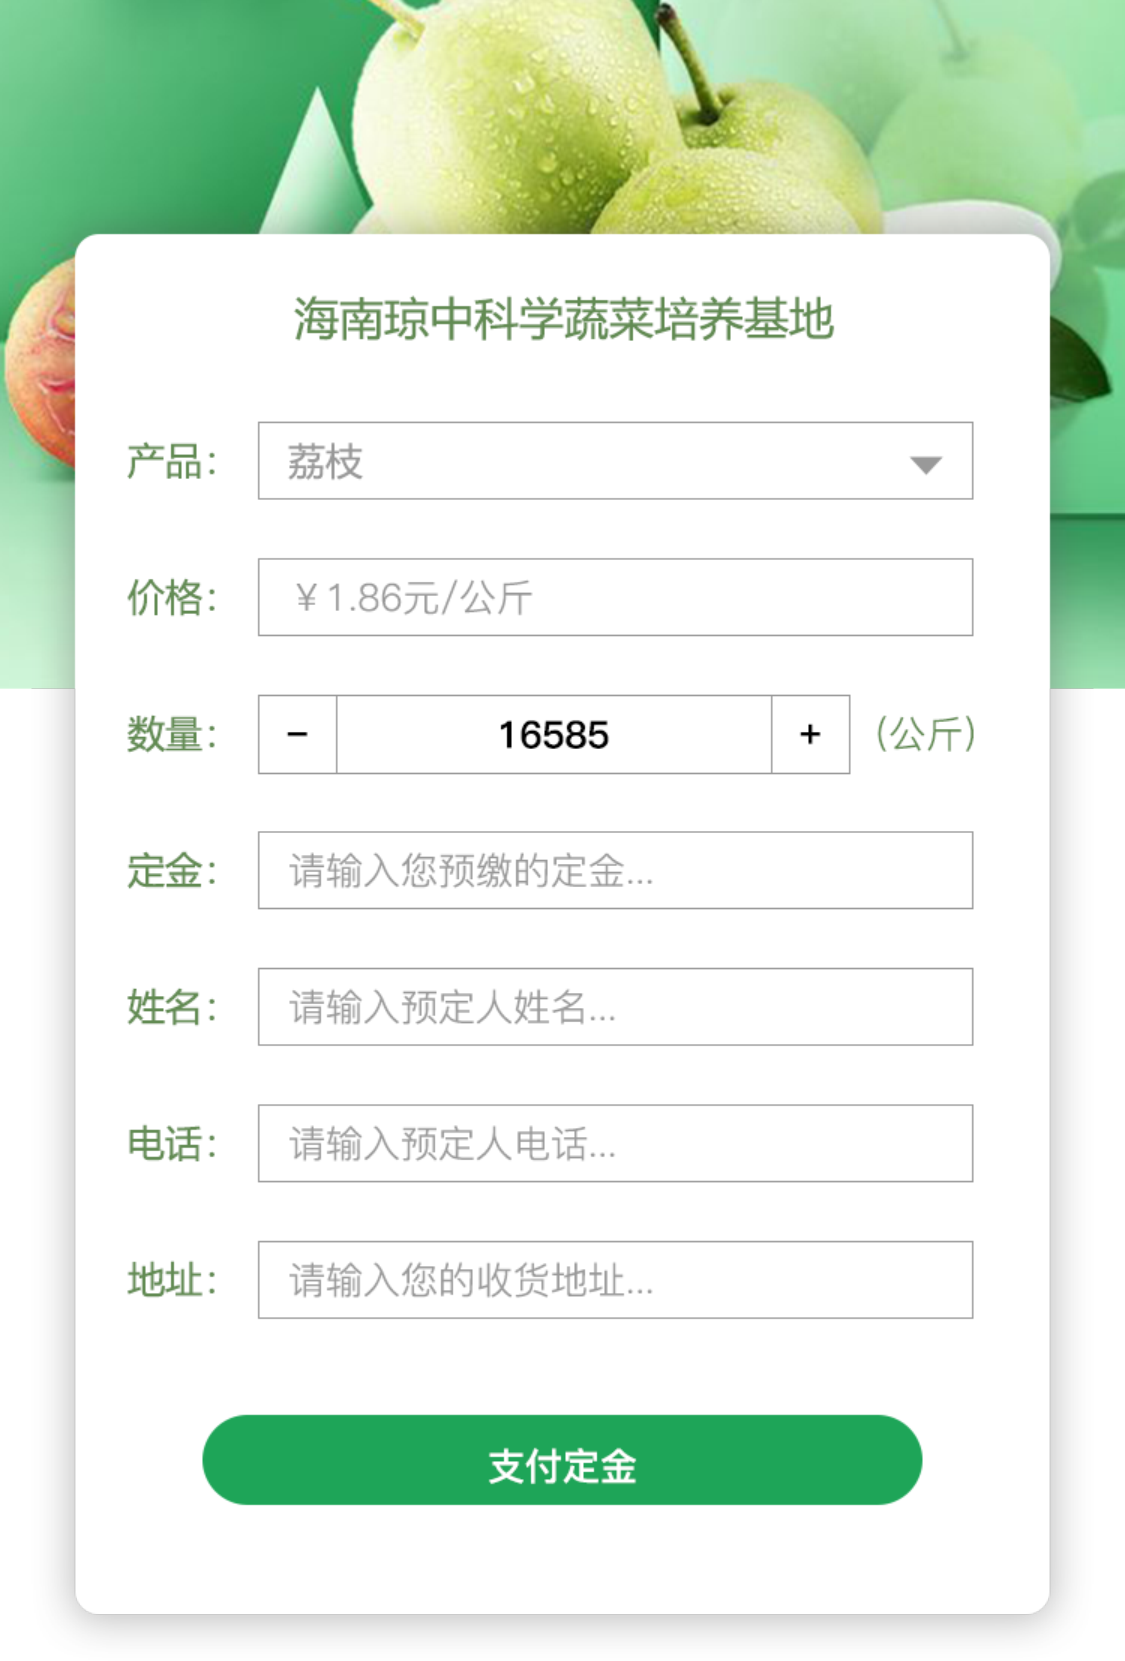 海南琼中科学蔬菜培养基地
产品： 荔枝
价格： ¥ 1.86元/公斤
数量： − 16585 + (公斤)
定金： 请输入您预缴的定金...
姓名： 请输入预定人姓名...
电话： 请输入预定人电话...
地址： 请输入您的收货地址...
支付定金